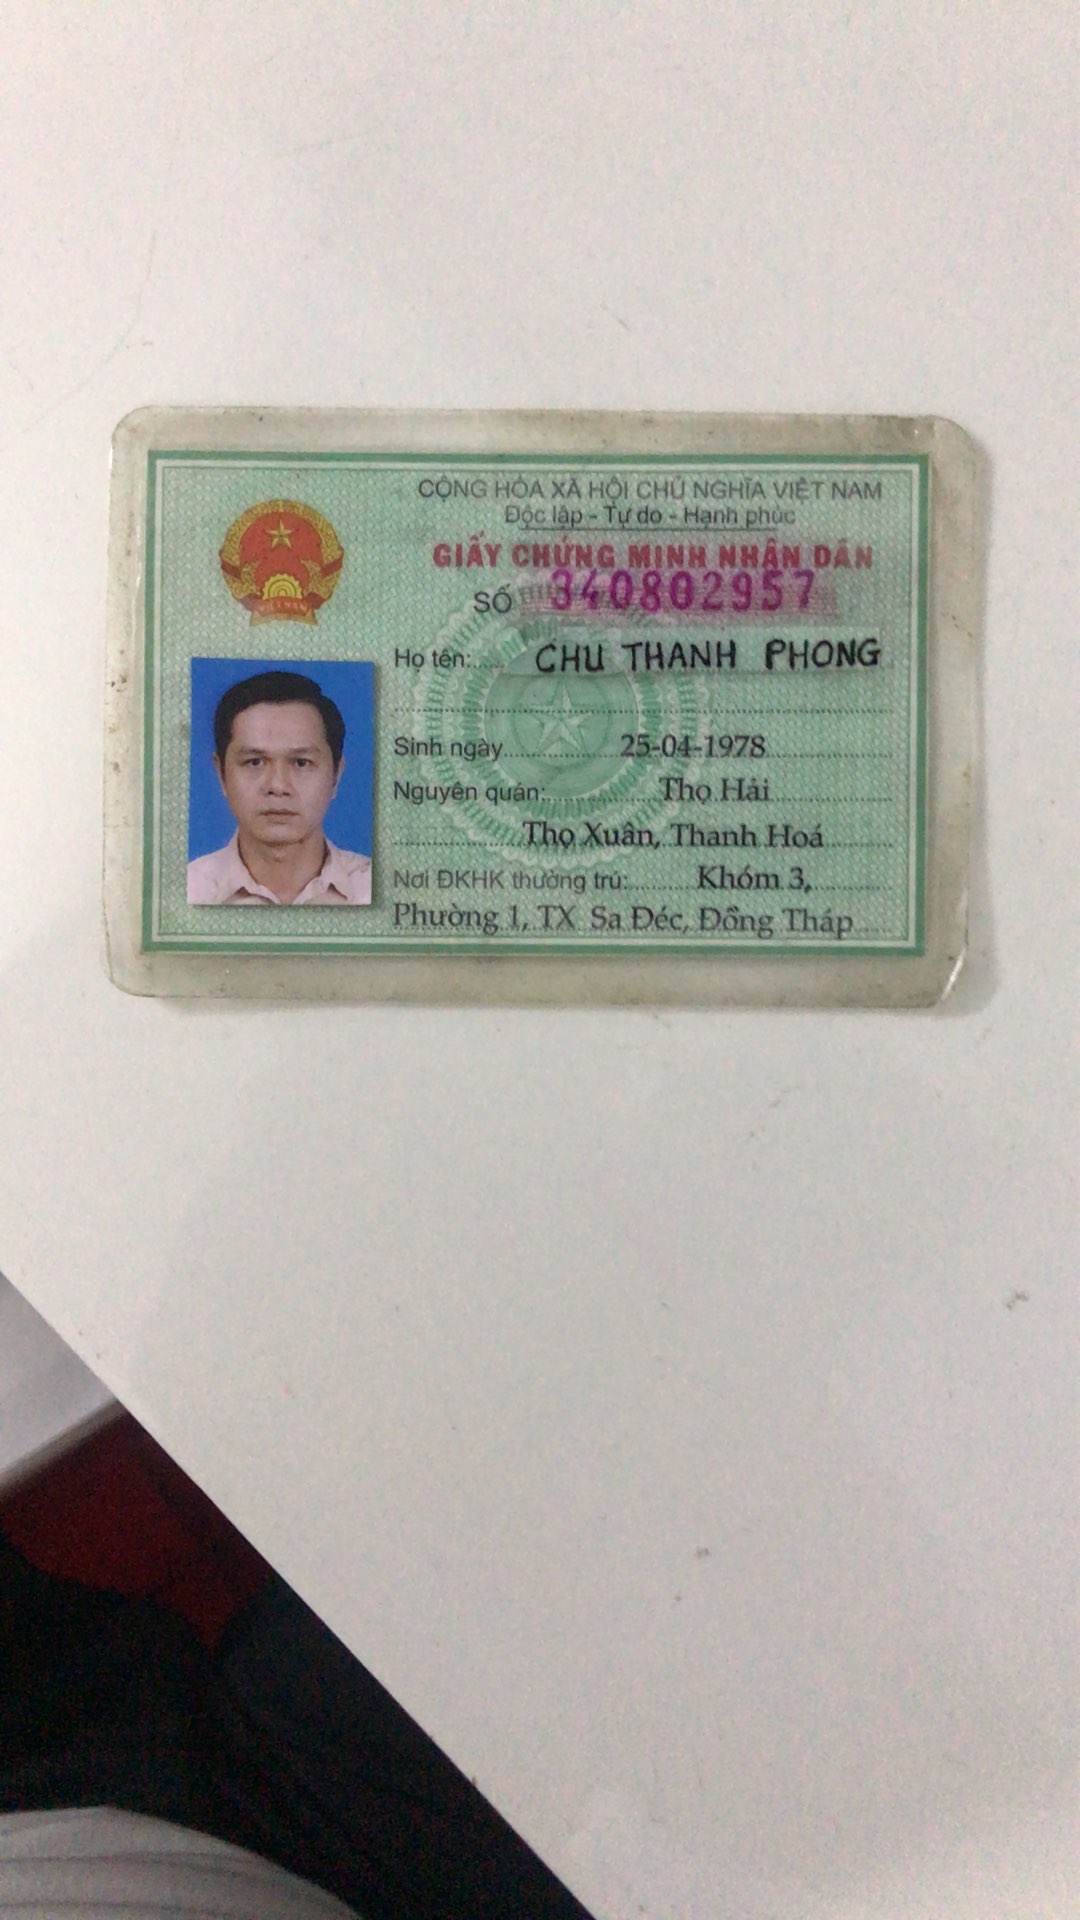 CỘNG HÒA XÃ HỘI CHỦ NGHĨA VIỆT NAM
Độc lập - Tự do - Hạnh phúc
GIẤY CHỨNG MINH NHÂN DÂN
SỐ 340802957
Họ tên: CHU THANH PHONG
Sinh ngày 25-04-1978
Nguyên quán: Thọ Hải
Thọ Xuân, Thanh Hoá
Nơi ĐKHK thường trú: Khóm 3,
Phường 1, TX Sa Đéc, Đồng Tháp
VIỆT NAM